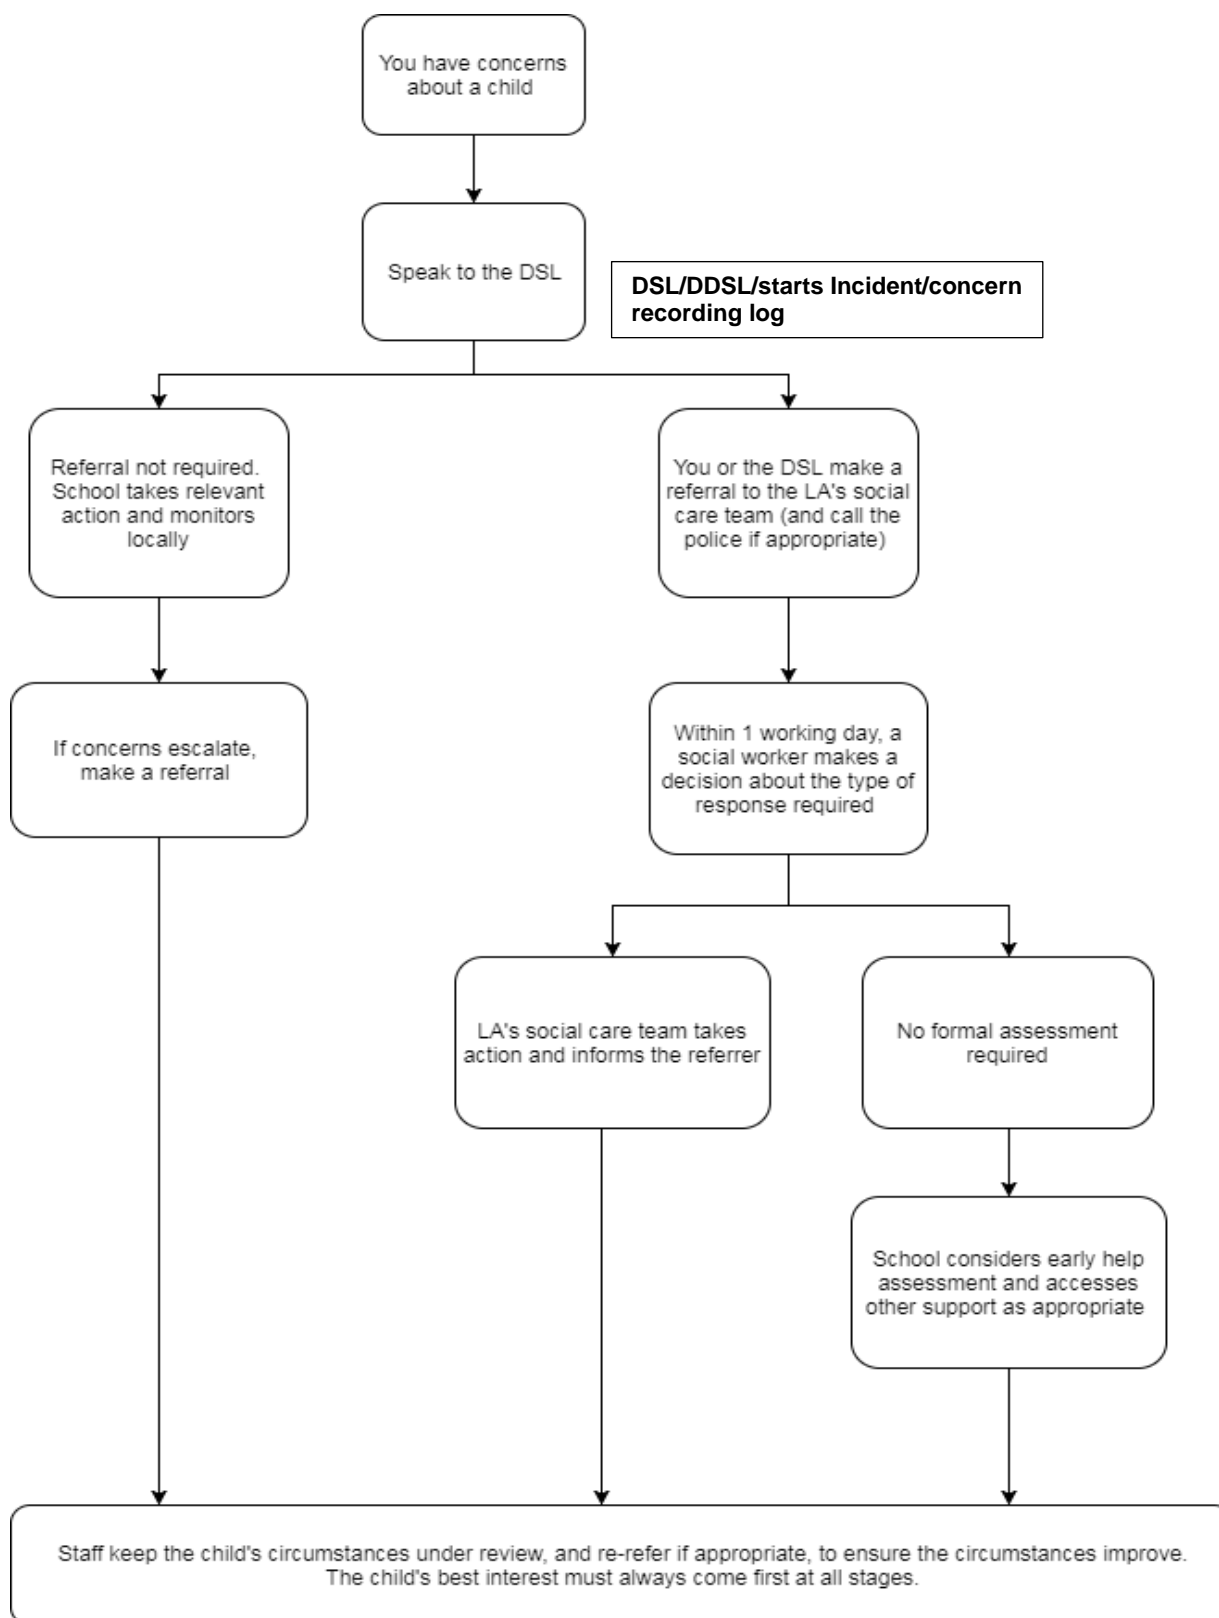 You have concerns
about a child
Speak to the DSL
DSL/DDSL/starts Incident/concern
recording log
Referral not required.
School takes relevant
action and monitors
locally
You or the DSL make a
referral to the LA's social
care team (and call the
police if appropriate)
If concerns escalate,
make a referral
Within 1 working day, a
social worker makes a
decision about the type of
response required
LA's social care team takes
action and informs the referrer
No formal assessment
required
School considers early help
assessment and accesses
other support as appropriate
Staff keep the child's circumstances under review, and re-refer if appropriate, to ensure the circumstances improve.
The child's best interest must always come first at all stages.